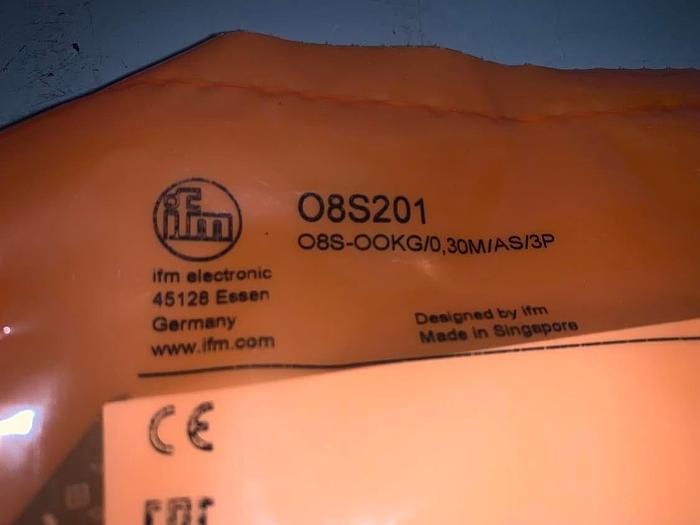 ifm
O8S201
O8S-OOKG/0,30M/AS/3P
ifm electronic
45128 Essen
Germany
www.ifm.com
Designed by ifm
Made in Singapore
CE